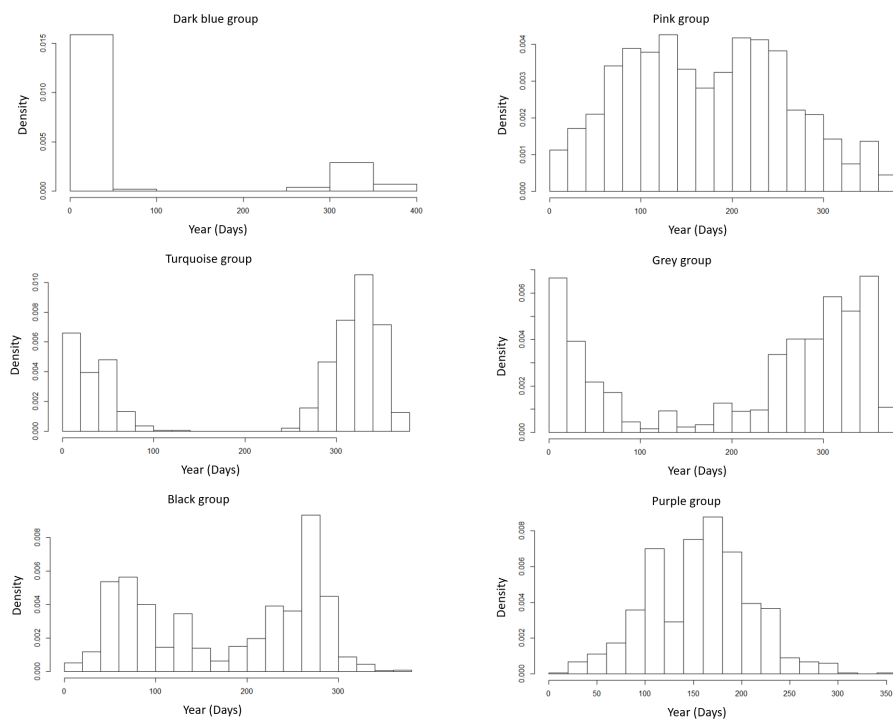 Dark blue group
Density
0.000 0.005 0.010 0.015
0 100 200 300 400
Year (Days)
Pink group
Density
0.000 0.001 0.002 0.003 0.004
0 100 200 300
Year (Days)
Turquoise group
Density
0.000 0.002 0.004 0.006 0.008 0.010
0 100 200 300
Year (Days)
Grey group
Density
0.000 0.002 0.004 0.006
0 100 200 300
Year (Days)
Black group
Density
0.000 0.002 0.004 0.006 0.008
0 100 200 300
Year (Days)
Purple group
Density
0.000 0.002 0.004 0.006 0.008
0 50 100 150 200 250 300 350
Year (Days)